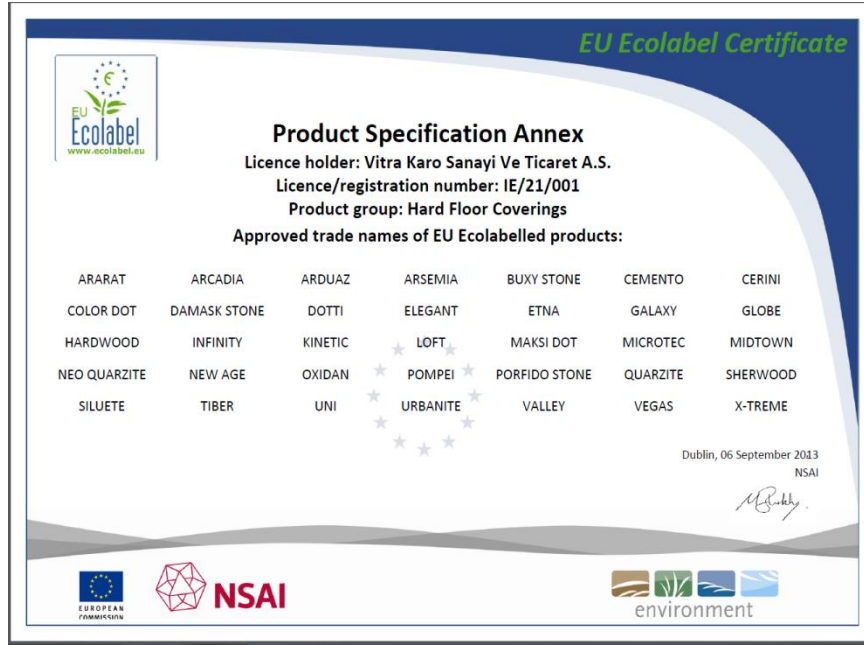 EU Ecolabel Certificate
EU
Ecolabel
www.ecolabel.eu
Product Specification Annex
Licence holder: Vitra Karo Sanayi Ve Ticaret A.S.
Licence/registration number: IE/21/001
Product group: Hard Floor Coverings
Approved trade names of EU Ecolabelled products:
ARARAT ARCADIA ARDUAZ ARSEMIA BUXY STONE CEMENTO CERINI
COLOR DOT DAMASK STONE DOTTI ELEGANT ETNA GALAXY GLOBE
HARDWOOD INFINITY KINETIC LOFT MAKSI DOT MICROTEC MIDTOWN
NEO QUARZITE NEW AGE OXIDAN POMPEI PORFIDO STONE QUARZITE SHERWOOD
SILUETE TIBER UNI URBANITE VALLEY VEGAS X-TREME
Dublin, 06 September 2013
NSAI
EUROPEAN
COMMISSION
NSAI
environment